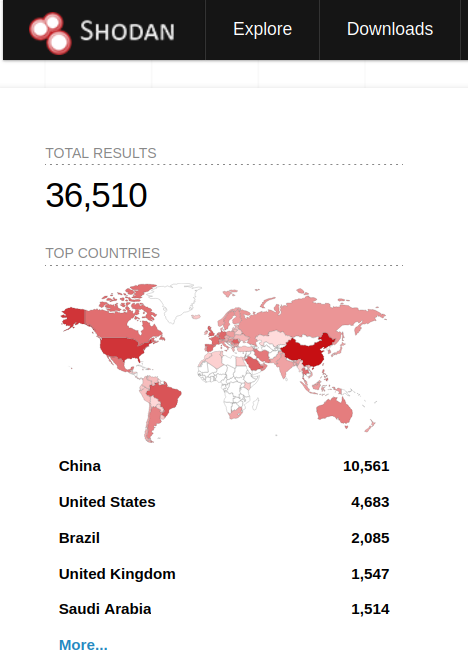 SHODAN Explore Downloads
TOTAL RESULTS
36,510
TOP COUNTRIES
China 10,561
United States 4,683
Brazil 2,085
United Kingdom 1,547
Saudi Arabia 1,514
More...